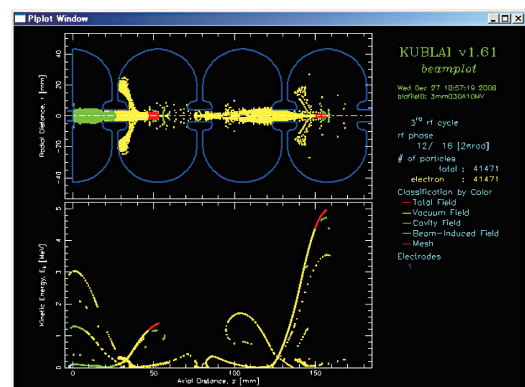 Plplot Window
KUBLAI v1.61
beamplot
Wed Dec 27 18:57:19 2006
3rd rf cycle
rf phase
12/ 16 [2πrad]
# of particles
total : 41471
electron : 41471
Classification by Color
Total Field
Vacuum Field
Cavity Field
Beam-Induced Field
Mesh
Electrodes
1
Radial Distance, r [mm]
40
20
0
-20
-40
Kinetic Energy, Ek [MeV]
5
4
3
2
1
0
0
50
100
150
Axial Distance, z [mm]